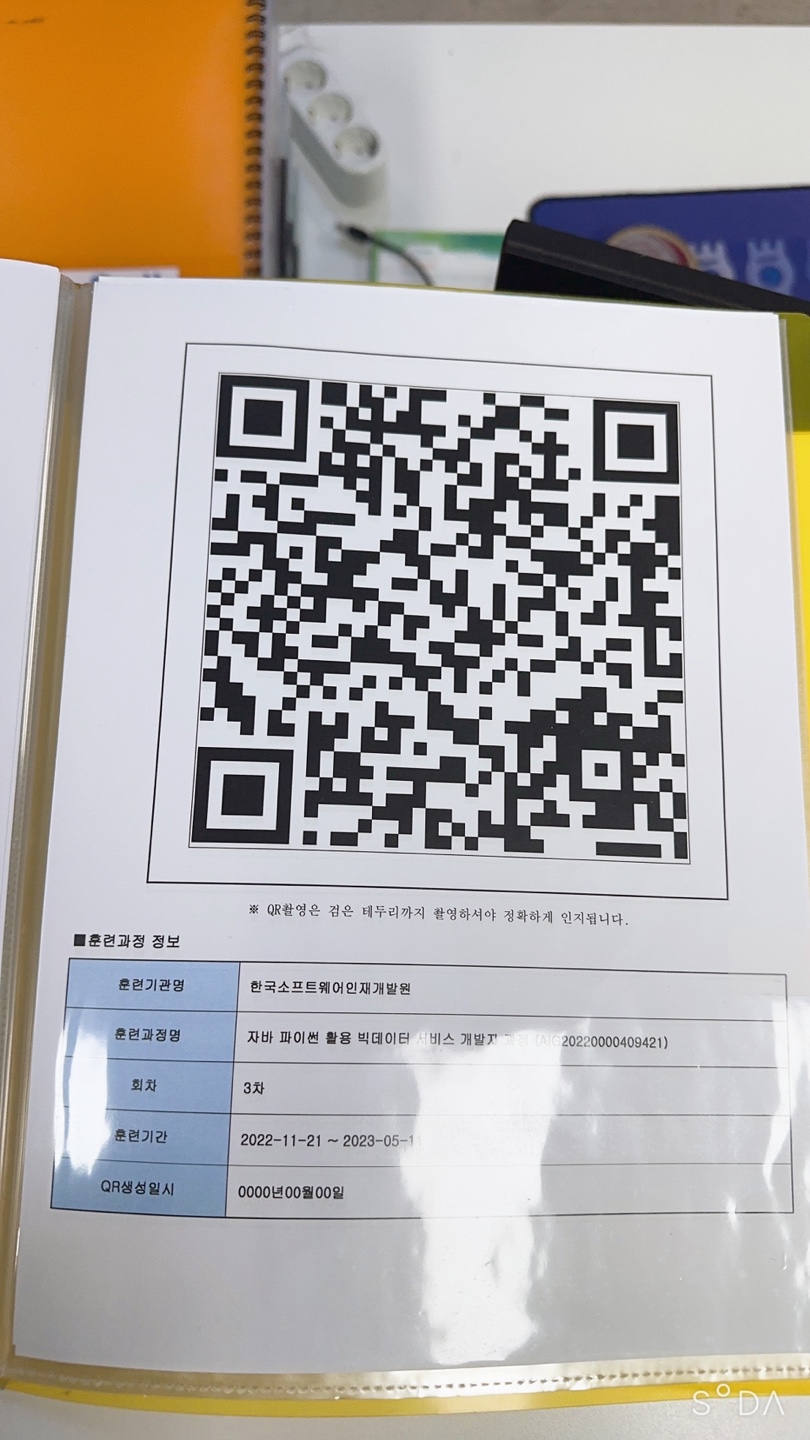 ※ QR촬영은 검은 테두리까지 촬영하셔야 정확하게 인지됩니다.
■훈련과정 정보
훈련기관명 한국소프트웨어인재개발원
훈련과정명 자바 파이썬 활용 빅데이터 서비스 개발자 과정 (AIG20220000409421)
회차 3차
훈련기간 2022-11-21 ~ 2023-05-11
QR생성일시 0000년00월00일
SODA